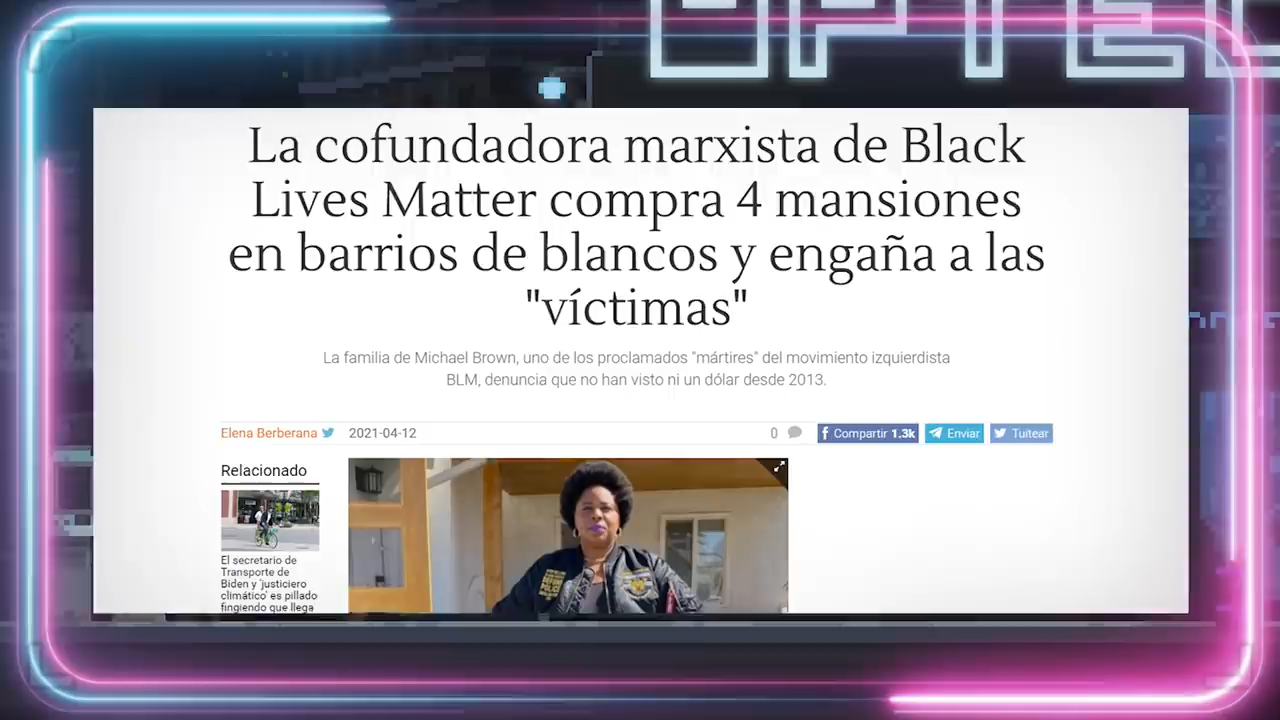 La cofundadora marxista de Black
Lives Matter compra 4 mansiones
en barrios de blancos y engaña a las
"víctimas"
La familia de Michael Brown, uno de los proclamados "mártires" del movimiento izquierdista
BLM, denuncia que no han visto ni un dólar desde 2013.
Elena Berberana 2021-04-12 0 Compartir 1.3k Enviar Tuitear
Relacionado
El secretario de
Transporte de
Biden y 'justiciero
climático' es pillado
fingiendo que llega